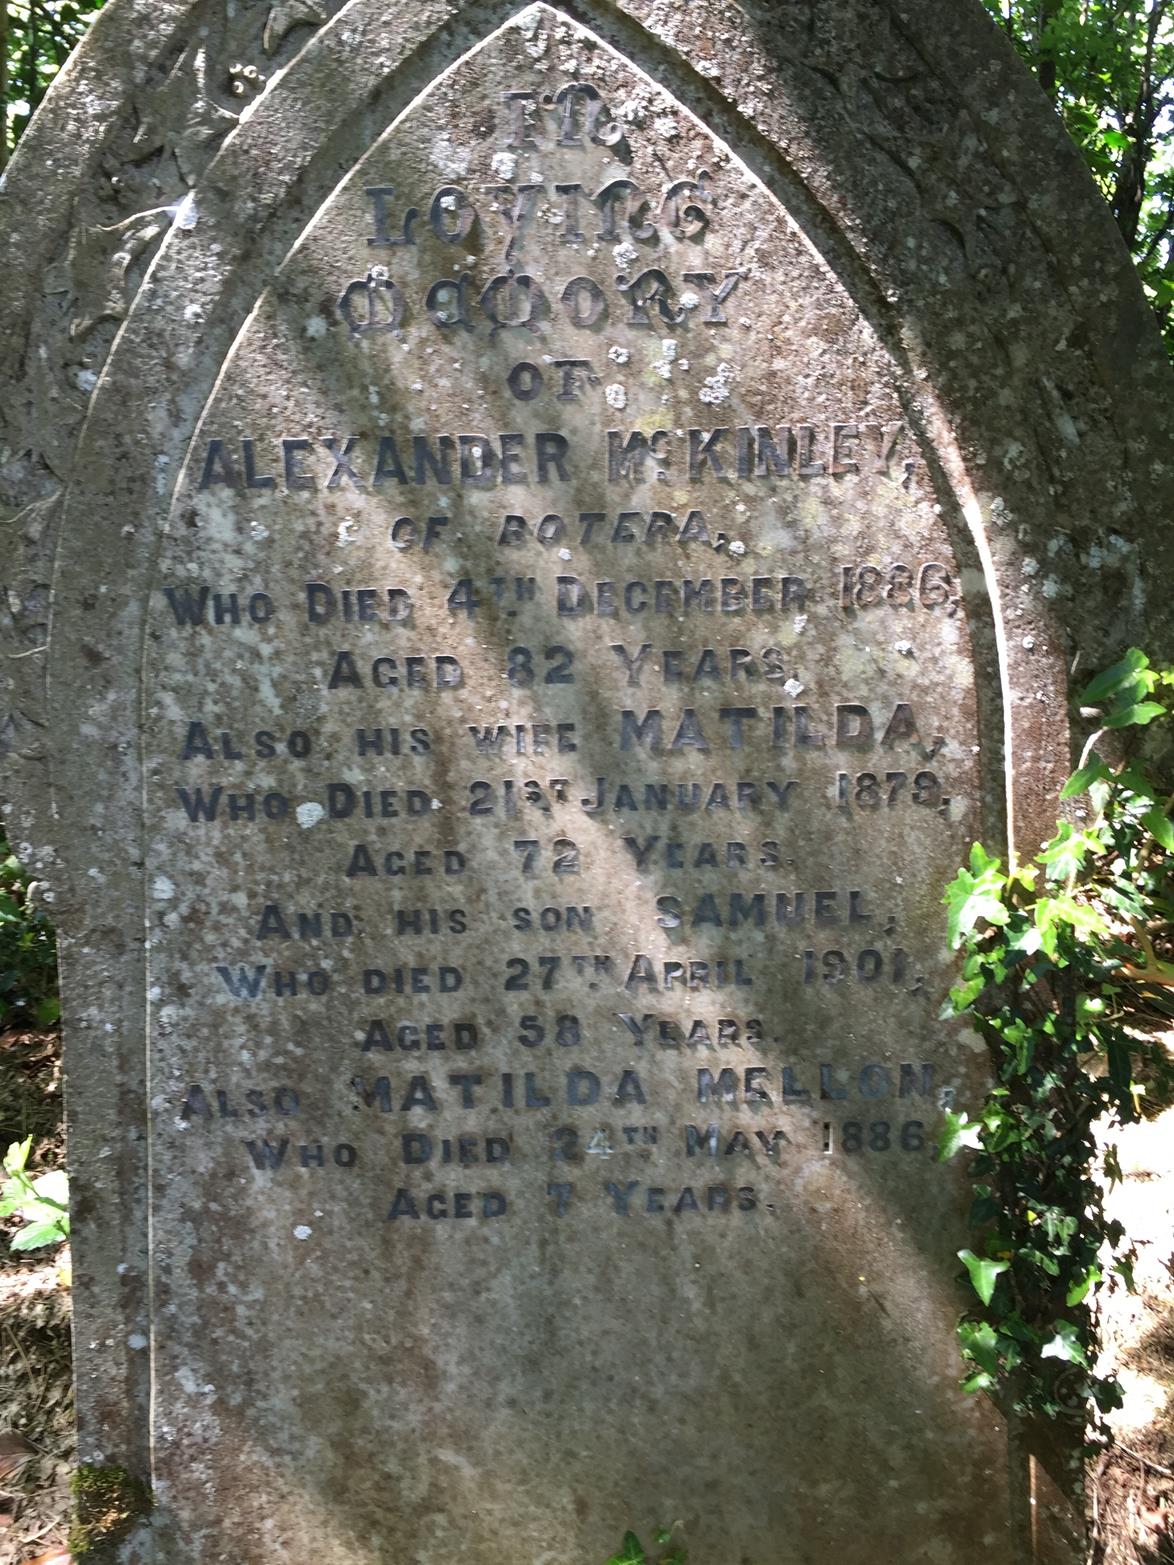 In
Loving
Memory
OF
ALEXANDER McKINLEY,
OF BOTERA,
WHO DIED 4TH DECEMBER 1886,
AGED 82 YEARS.
ALSO HIS WIFE MATILDA,
WHO DIED 21ST JANUARY 1879,
AGED 72 YEARS.
AND HIS SON SAMUEL,
WHO DIED 27TH APRIL 1901,
AGED 58 YEARS.
ALSO MATILDA MELLON,
WHO DIED 24TH MAY 1886,
AGED 7 YEARS.